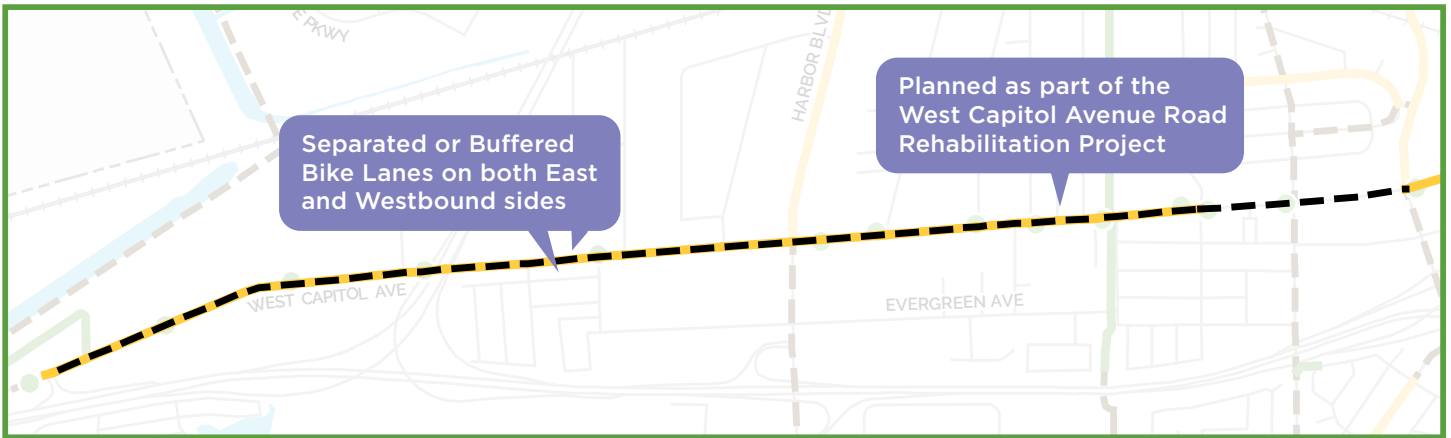 E PKWY
HARBOR BLVD
Separated or Buffered
Bike Lanes on both East
and Westbound sides
Planned as part of the
West Capitol Avenue Road
Rehabilitation Project
WEST CAPITOL AVE
EVERGREEN AVE